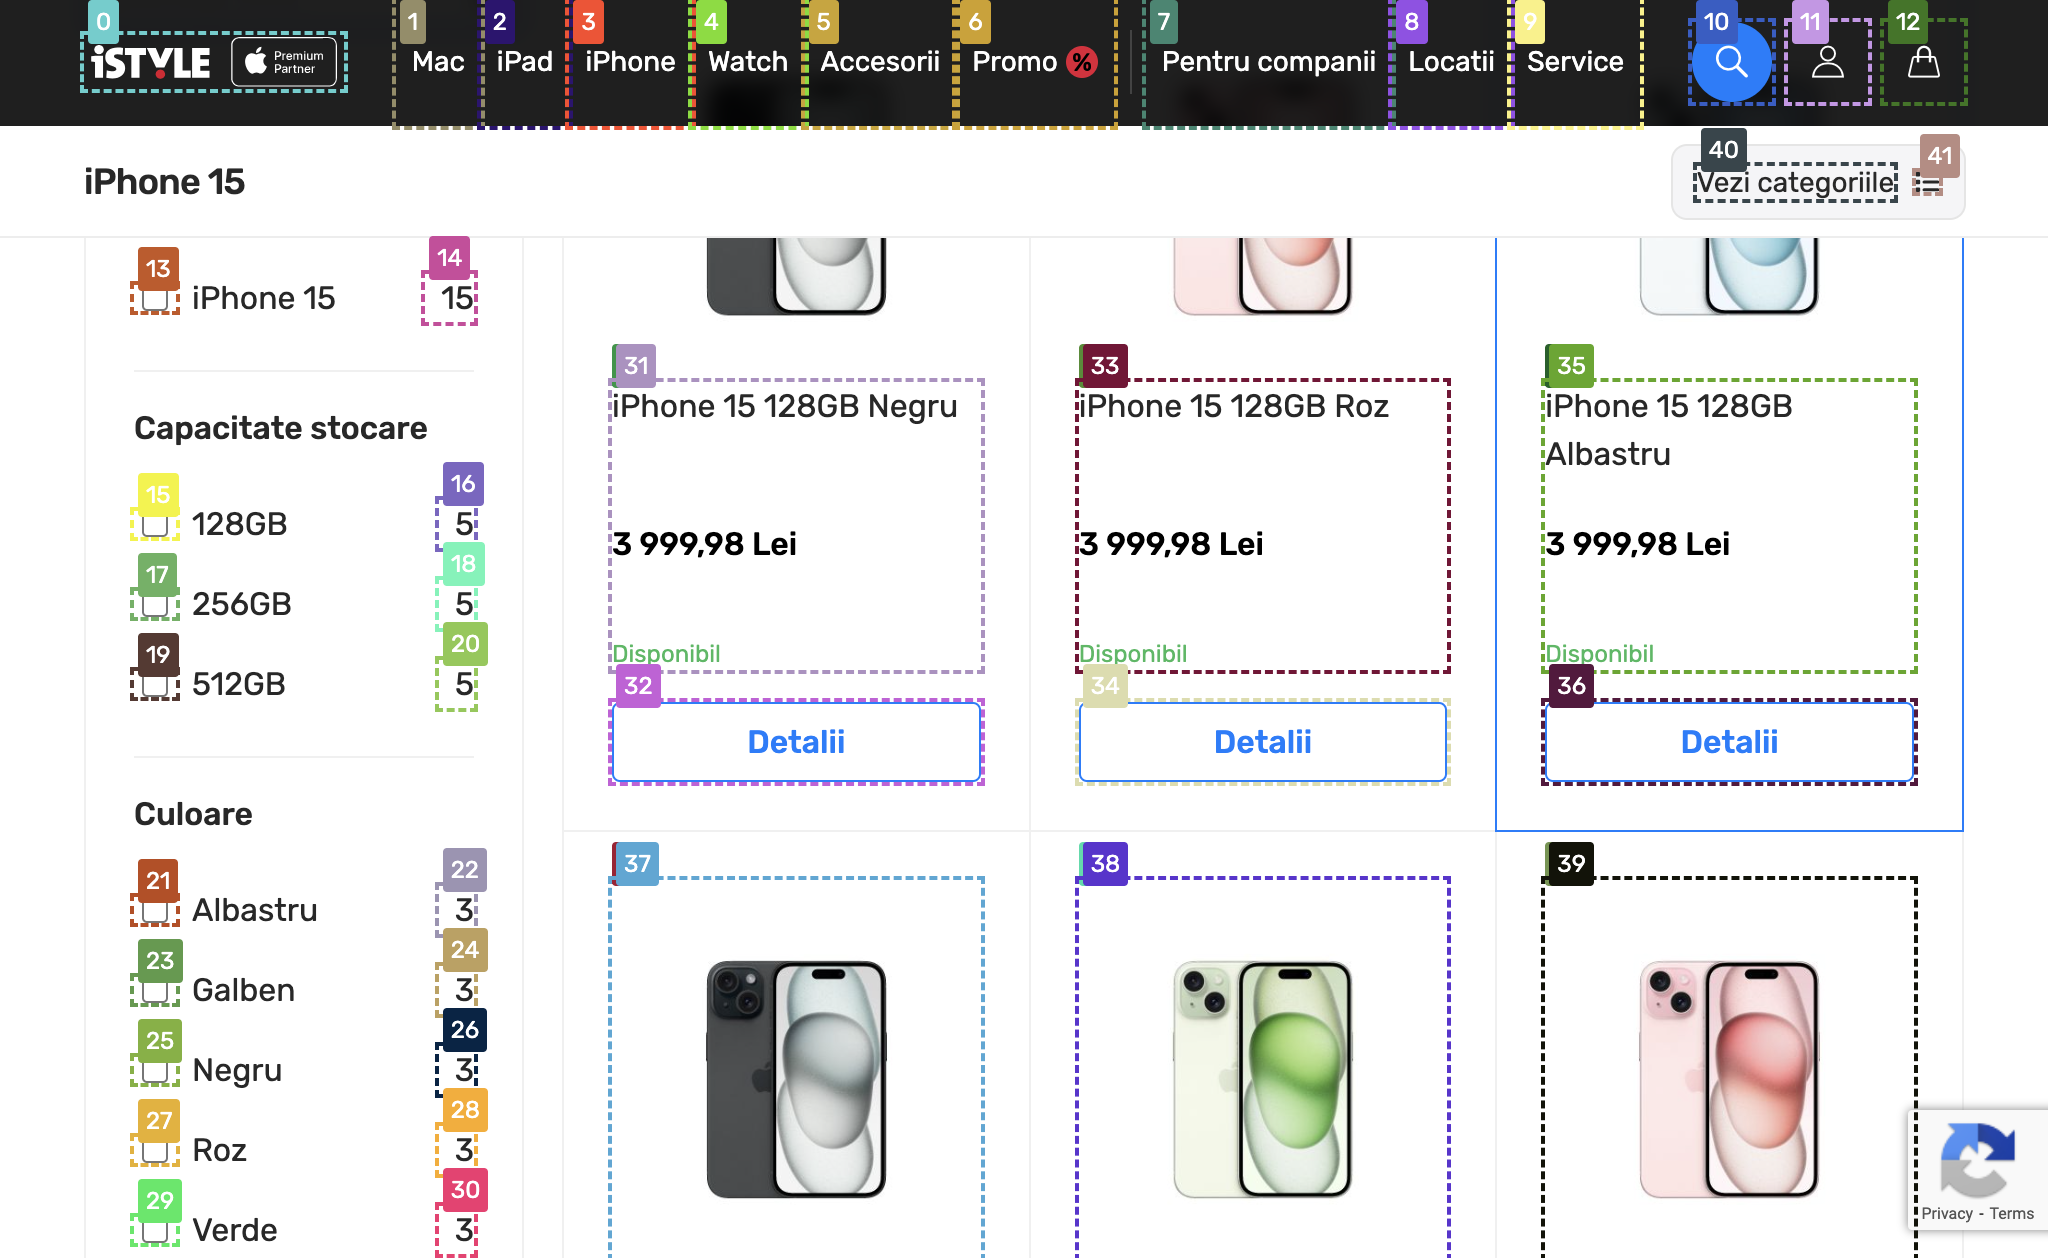 0
1
2
3
4
5
6
7
8
9
10
11
12
iSTYLE Premium Partner
Mac
iPad
iPhone
Watch
Accesorii
Promo %
Pentru companii
Locatii
Service
iPhone 15
40
Vezi categoriile
41
13
iPhone 15
14
15
Capacitate stocare
15
128GB
16
5
17
256GB
18
5
19
512GB
20
5
Culoare
21
Albastru
22
3
23
Galben
24
3
25
Negru
26
3
27
Roz
28
3
29
Verde
30
3
31
iPhone 15 128GB Negru
3 999,98 Lei
Disponibil
32
Detalii
33
iPhone 15 128GB Roz
3 999,98 Lei
Disponibil
34
Detalii
35
iPhone 15 128GB
Albastru
3 999,98 Lei
Disponibil
36
Detalii
37
38
39
Privacy - Terms